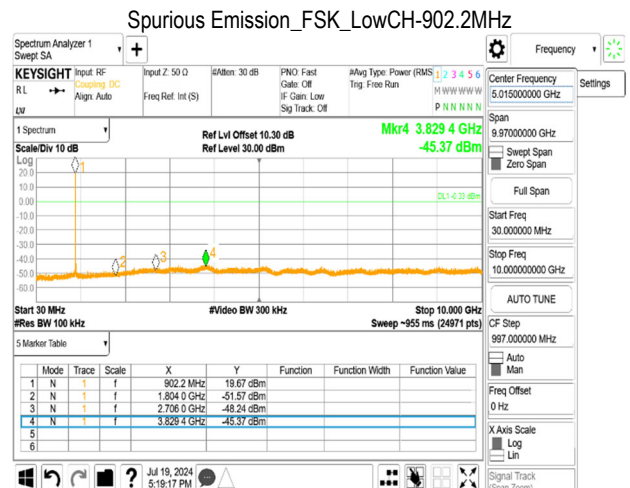 Spurious Emission_FSK_LowCH-902.2MHz
Spectrum Analyzer 1
Swept SA
Frequency
KEYSIGHT Input: RF Input Z: 50 Ω #Atten: 30 dB PNO: Fast #Avg Type: Power (RMS 1 2 3 4 5 6
RL Coupling: DC Gate: Off Trig: Free Run M W W W W W
Align: Auto Freq Ref: Int (S) IF Gain: Low
Sig Track: Off P N N N N N
1 Spectrum
Scale/Div 10 dB
Ref Lvl Offset 10.30 dB
Ref Level 30.00 dBm
Mkr4 3.829 4 GHz
-45.37 dBm
Log
20.0
10.0
0.00
-10.0
-20.0
-30.0
-40.0
-50.0
-60.0
1
2
3
4
DL1 -0.33 dBm
Start 30 MHz #Video BW 300 kHz Stop 10.000 GHz
#Res BW 100 kHz Sweep ~955 ms (24971 pts)
5 Marker Table
Mode Trace Scale X Y Function Function Width Function Value
1 N 1 f 902.2 MHz 19.67 dBm
2 N 1 f 1.804 0 GHz -51.57 dBm
3 N 1 f 2.706 0 GHz -48.24 dBm
4 N 1 f 3.829 4 GHz -45.37 dBm
5
6
Jul 19, 2024
5:19:17 PM
Center Frequency
5.015000000 GHz
Settings
Span
9.97000000 GHz
Swept Span
Zero Span
Full Span
Start Freq
30.000000 MHz
Stop Freq
10.000000000 GHz
AUTO TUNE
CF Step
997.000000 MHz
Auto
Man
Freq Offset
0 Hz
X Axis Scale
Log
Lin
Signal Track
(Span Zoom)